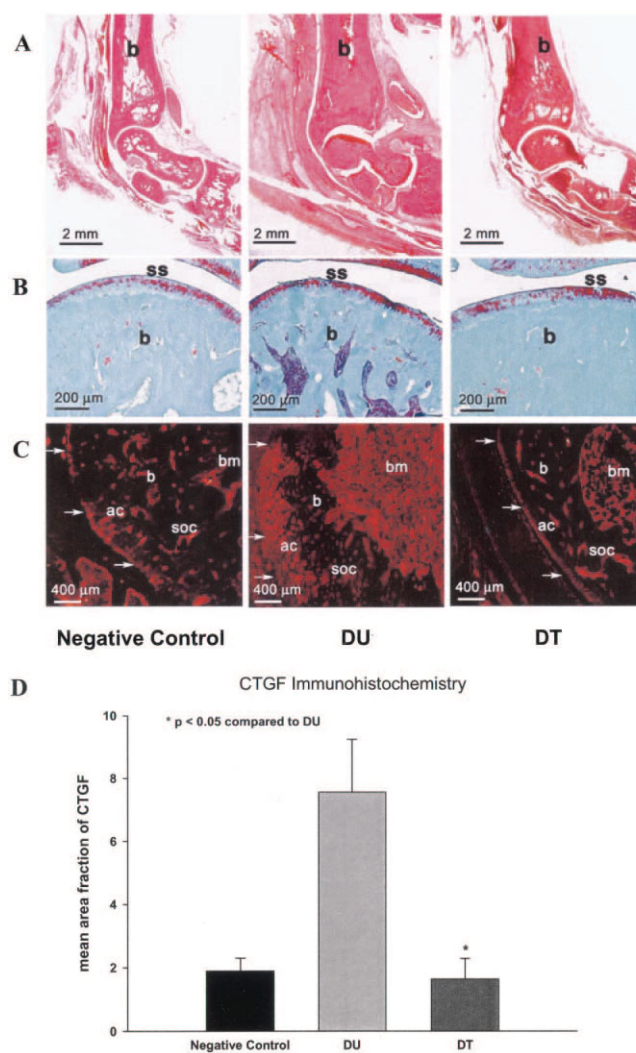 A
b
b
b
2 mm
2 mm
2 mm
B
ss
ss
ss
b
b
b
200 μm
200 μm
200 μm
C
b
bm
ac
soc
400 μm
bm
b
ac
soc
400 μm
b
bm
ac
soc
400 μm
Negative Control DU DT
D
CTGF Immunohistochemistry
* p < 0.05 compared to DU
mean area fraction of CTGF
10
8
6
4
2
0
*
Negative Control DU DT